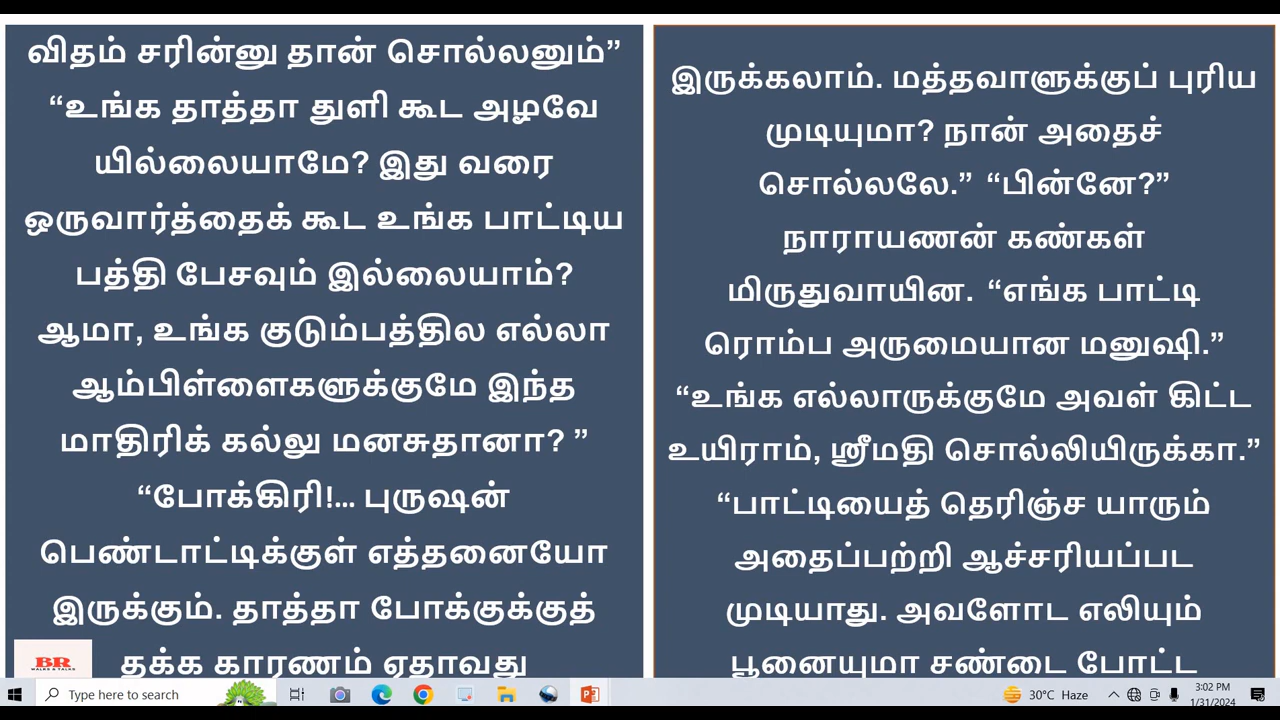 விதம் சரின்னு தான் சொல்லனும்”
“உங்க தாத்தா துளி கூட அழவே
யில்லையாமே? இது வரை
ஒருவார்த்தைக் கூட உங்க பாட்டிய
பத்தி பேசவும் இல்லையாம்?
ஆமா, உங்க குடும்பத்தில எல்லா
ஆம்பிள்ளைகளுக்குமே இந்த
மாதிரிக் கல்லு மனசுதானா? ”
“போக்கிரி!... புருஷன்
பெண்டாட்டிக்குள் எத்தனையோ
இருக்கும். தாத்தா போக்குக்குத்
தக்க காரணம் ஏதாவது
இருக்கலாம். மத்தவாளுக்குப் புரிய
முடியுமா? நான் அதைச்
சொல்லலே.” “பின்னே?”
நாராயணன் கண்கள்
மிருதுவாயின. “எங்க பாட்டி
ரொம்ப அருமையான மனுஷி.”
“உங்க எல்லாருக்குமே அவள் கிட்ட
உயிராம், ஸ்ரீமதி சொல்லியிருக்கா.”
“பாட்டியைத் தெரிஞ்ச யாரும்
அதைப்பற்றி ஆச்சரியப்பட
முடியாது. அவளோட எலியும்
பூனையுமா சண்டை போட்ட
BR
WALKS & TALKS
Type here to search
30°C Haze
3:02 PM
1/31/2024